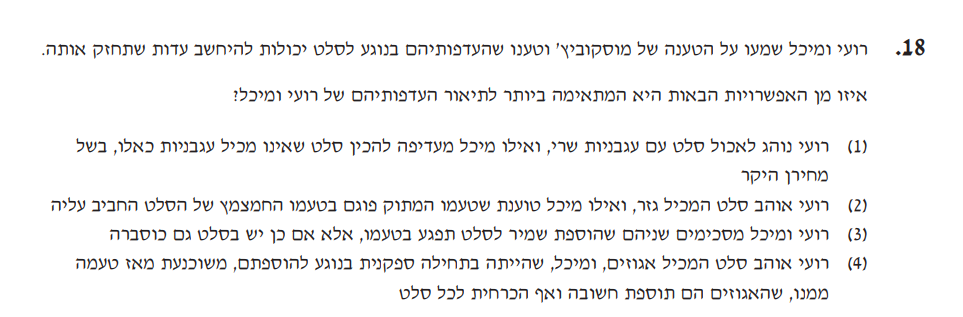 18. רועי ומיכל שמעו על הטענה של מוסקוביץ' וטענו שהעדפותיהם בנוגע לסלט יכולות להיחשב עדות שתחזק אותה.
איזו מן האפשרויות הבאות היא המתאימה ביותר לתיאור העדפותיהם של רועי ומיכל?
(1) רועי נוהג לאכול סלט עם עגבניות שרי, ואילו מיכל מעדיפה להכין סלט שאינו מכיל עגבניות כאלו, בשל
מחירן היקר
(2) רועי אוהב סלט המכיל גזר, ואילו מיכל טוענת שטעמו המתוק פוגם בטעמו החמצמץ של הסלט החביב עליה
(3) רועי ומיכל מסכימים שניהם שהוספת שמיר לסלט תפגע בטעמו, אלא אם כן יש בסלט גם כוסברה
(4) רועי אוהב סלט המכיל אגוזים, ומיכל, שהייתה בתחילה ספקנית בנוגע להוספתם, משוכנעת מאז טעמה
ממנו, שהאגוזים הם תוספת חשובה ואף הכרחית לכל סלט